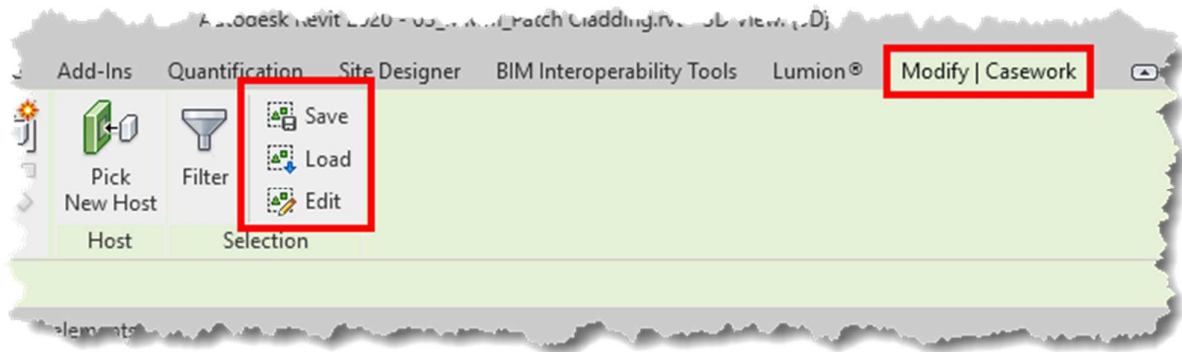 Add-Ins Quantification Site Designer BIM Interoperability Tools Lumion® Modify | Casework
Save
Load
Pick
New Host
Filter
Edit
Host Selection
elements